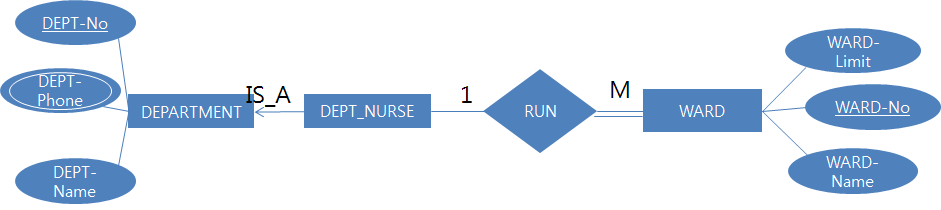 DEPT-No
DEPT-
Phone
DEPT-
Name
DEPARTMENT
IS_A
DEPT_NURSE
1
RUN
M
WARD
WARD-
Limit
WARD-No
WARD-
Name